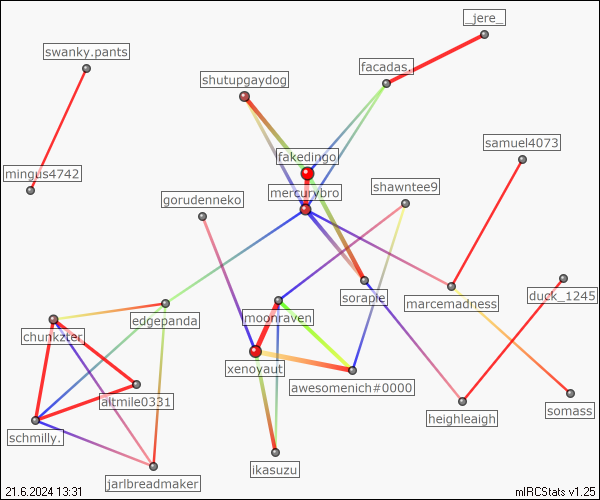 _jere_
swanky.pants
facadas.
shutupgaydog
samuel4073
fakedingo
mingus4742
shawntee9
mercurybro
gorudenneko
duck_1245
sorapie
marcemadness
moonraven
edgepanda
chunkzter
xenoyaut
awesomenich#0000
altmile0331
somass
heighleaigh
schmilly.
ikasuzu
jarlbreadmaker
21.6.2024 13:31
mIRCStats v1.25